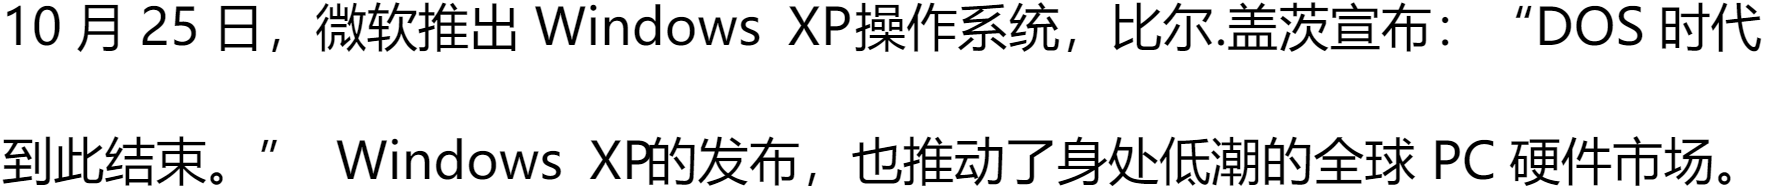 10 月 25 日，微软推出 Windows XP操作系统，比尔.盖茨宣布：“DOS 时代
到此结束。” Windows XP的发布，也推动了身处低潮的全球 PC 硬件市场。